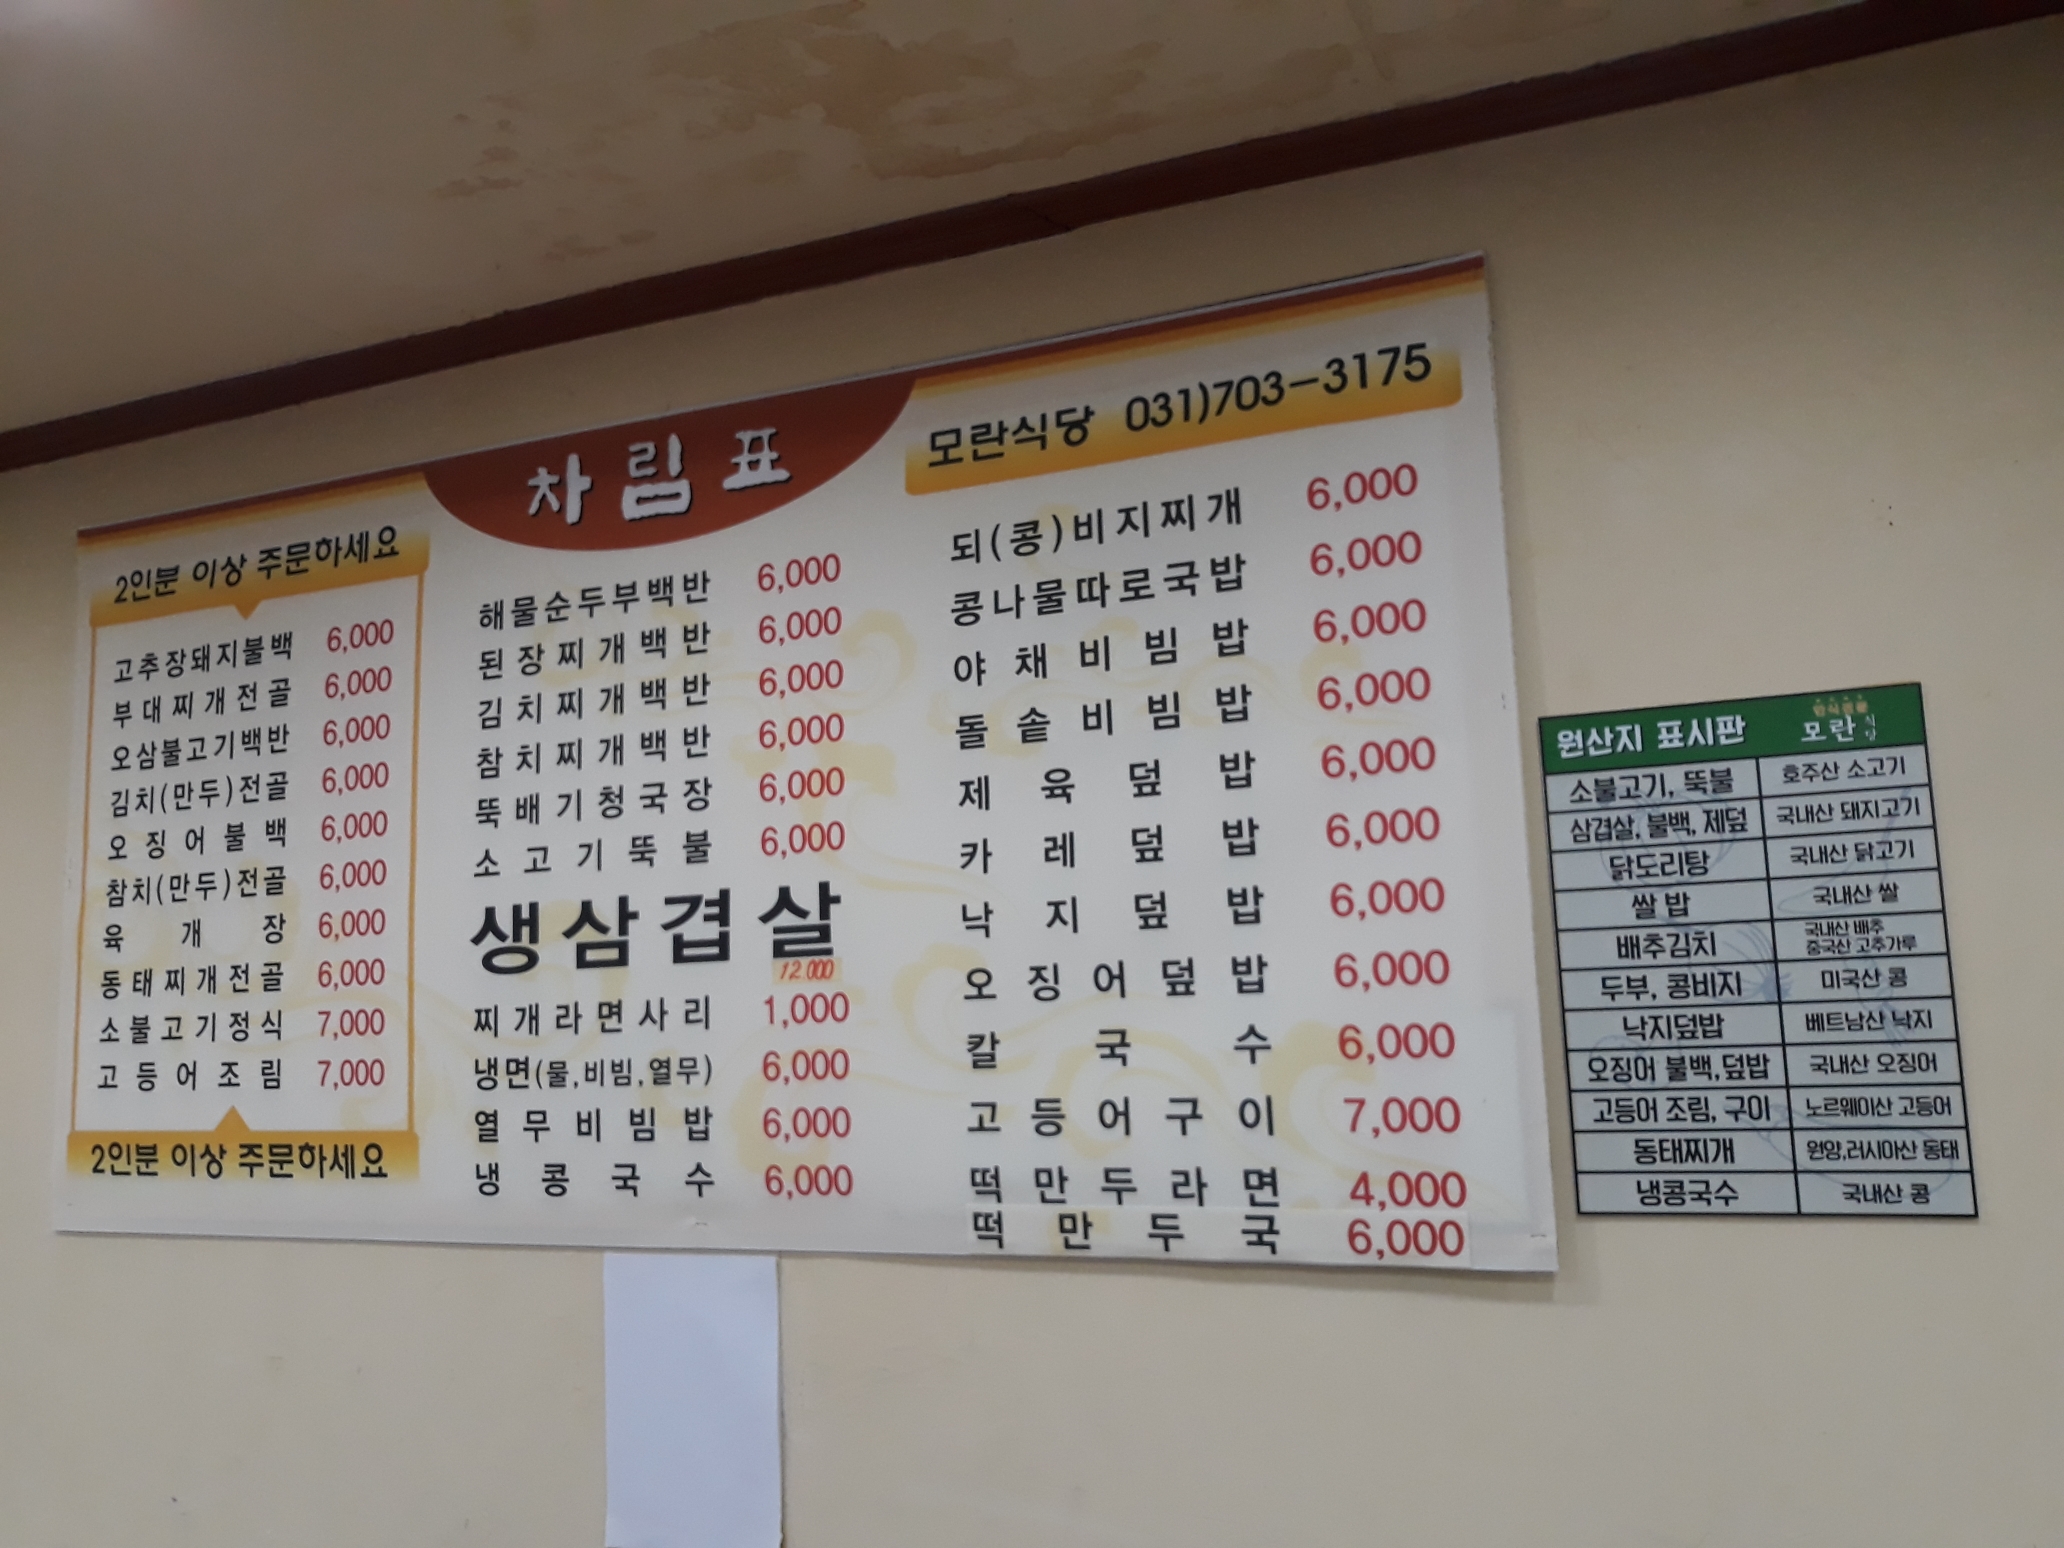 차림표
모란식당 031)703-3175
2인분 이상 주문하세요
고추장돼지불백 6,000
부대찌개전골 6,000
오삼불고기백반 6,000
김치(만두)전골 6,000
오징어불백 6,000
참치(만두)전골 6,000
육개장 6,000
동태찌개전골 6,000
소불고기정식 7,000
고등어조림 7,000
2인분 이상 주문하세요
해물순두부백반 6,000
된장찌개백반 6,000
김치찌개백반 6,000
참치찌개백반 6,000
뚝배기청국장 6,000
소고기뚝불 6,000
생삼겹살
12.000
찌개라면사리 1,000
냉면(물,비빔,열무) 6,000
열무비빔밥 6,000
냉콩국수 6,000
되(콩)비지찌개 6,000
콩나물따로국밥 6,000
야채비빔밥 6,000
돌솥비빔밥 6,000
제육덮밥 6,000
카레덮밥 6,000
낙지덮밥 6,000
오징어덮밥 6,000
칼국수 6,000
고등어구이 7,000
떡만두라면 4,000
떡만두국 6,000
원산지 표시판 모란식당
소불고기, 뚝불 호주산 소고기
삼겹살, 불백, 제덮 국내산 돼지고기
닭도리탕 국내산 닭고기
쌀밥 국내산 쌀
배추김치 국내산 배추
중국산 고추가루
두부, 콩비지 미국산 콩
낙지덮밥 베트남산 낙지
오징어 불백,덮밥 국내산 오징어
고등어 조림, 구이 노르웨이산 고등어
동태찌개 원양,러시아산 동태
냉콩국수 국내산 콩